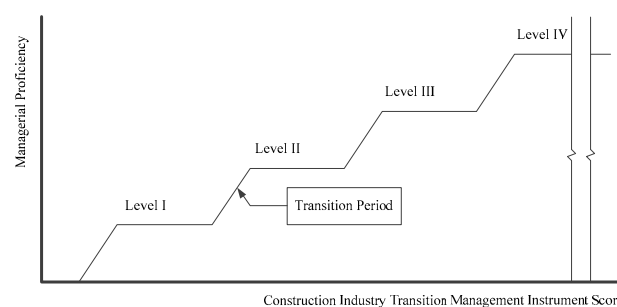 Level IV
Level III
Level II
Level I
Transition Period
Managerial Proficiency
Construction Industry Transition Management Instrument Scor